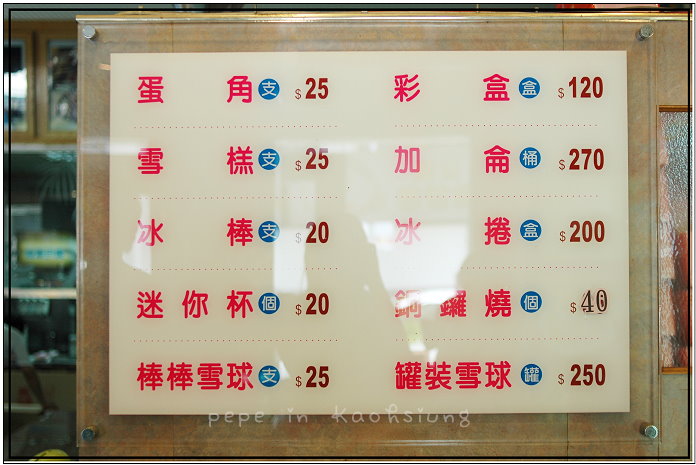 蛋角 支 $25
彩盒 盒 $120
雪糕 支 $25
加侖 桶 $270
冰棒 支 $20
冰捲 盒 $200
迷你杯 個 $20
銅鑼燒 個 $40
棒棒雪球 支 $25
罐裝雪球 罐 $250
pepe in kaohsiung